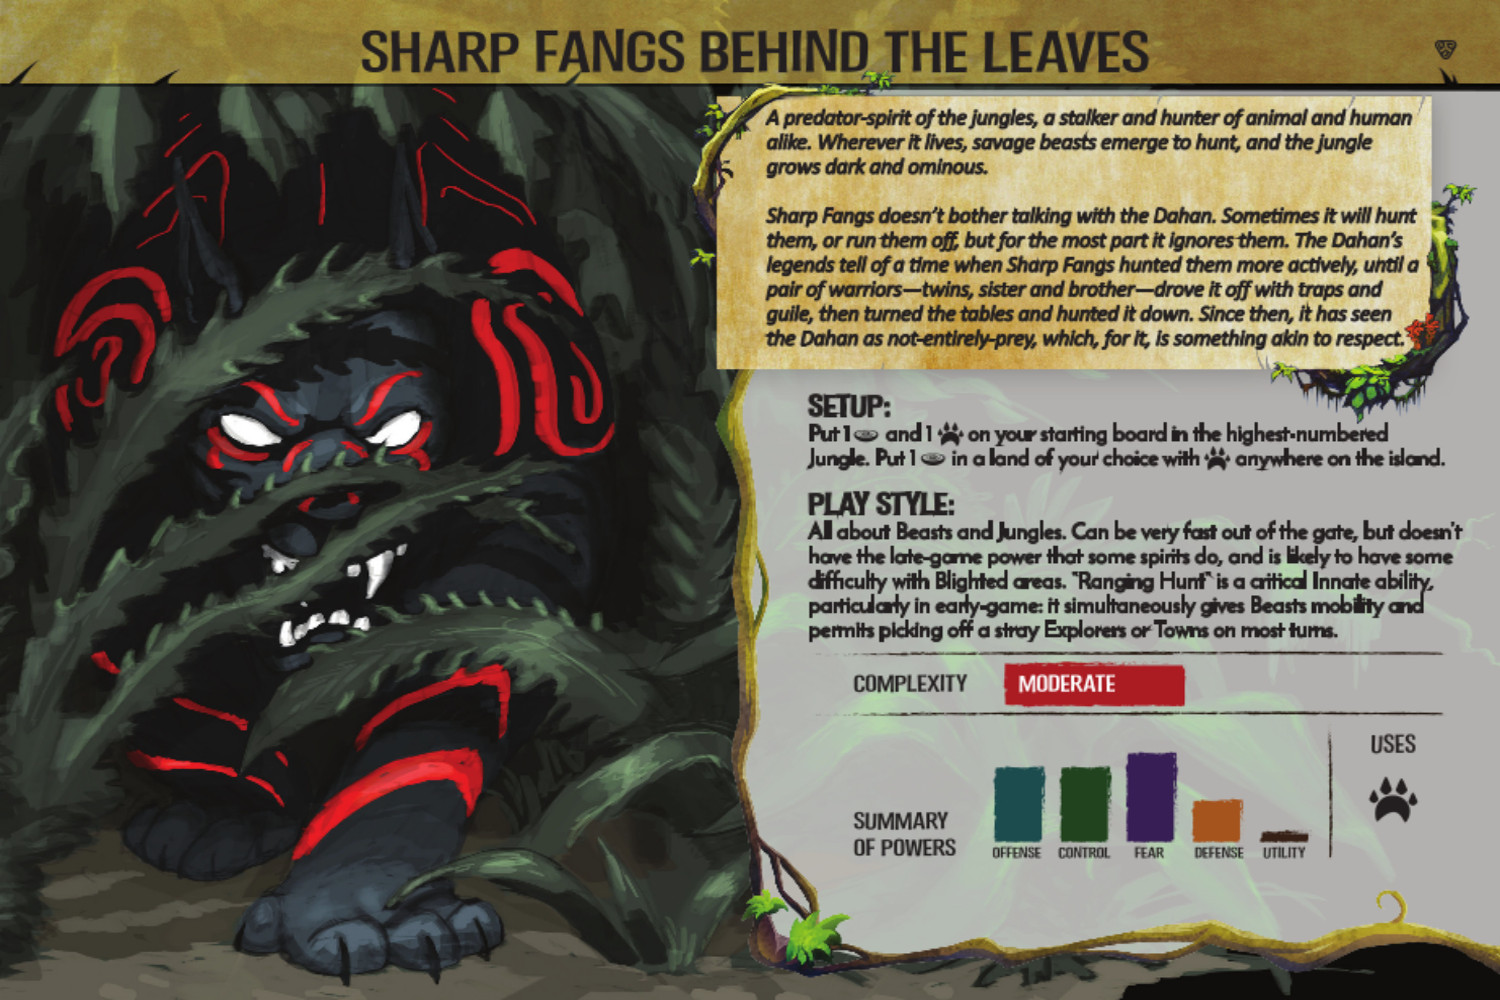 SHARP FANGS BEHIND THE LEAVES
A predator-spirit of the jungles, a stalker and hunter of animal and human
alike. Wherever it lives, savage beasts emerge to hunt, and the jungle
grows dark and ominous.
Sharp Fangs doesn't bother talking with the Dahan. Sometimes it will hunt
them, or run them off, but for the most part it ignores them. The Dahan's
legends tell of a time when Sharp Fangs hunted them more actively, until a
pair of warriors—twins, sister and brother—drove it off with traps and
guile, then turned the tables and hunted it down. Since then, it has seen
the Dahan as not-entirely-prey, which, for it, is something akin to respect.
SETUP:
Put 1 and 1 on your starting board in the highest-numbered
Jungle. Put 1 in a land of your choice with anywhere on the island.
PLAY STYLE:
All about Beasts and Jungles. Can be very fast out of the gate, but doesn't
have the late-game power that some spirits do, and is likely to have some
difficulty with Blighted areas. "Ranging Hunt" is a critical Innate ability,
particularly in early-game: it simultaneously gives Beasts mobility and
permits picking off a stray Explorers or Towns on most turns.
COMPLEXITY MODERATE
USES
SUMMARY
OF POWERS
OFFENSE CONTROL FEAR DEFENSE UTILITY